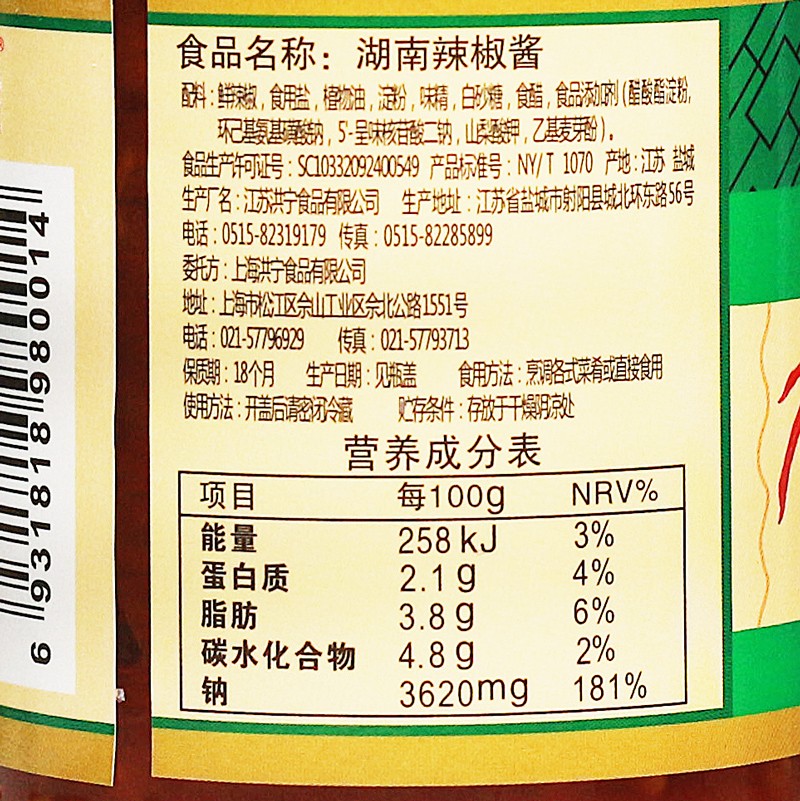 食品名称：湖南辣椒酱
配料：鲜辣椒，食用盐，植物油，淀粉，味精，白砂糖，食醋，食品添加剂（醋酸酯淀粉，
环己基氨基磺酸钠，5'-呈味核苷酸二钠，山梨酸钾，乙基麦芽酚）。
食品生产许可证号：SC10332092400549 产品标准号：NY/T 1070 产地：江苏 盐城
生产厂名：江苏洪宁食品有限公司 生产地址：江苏省盐城市射阳县城北环东路56号
电话：0515-82319179 传真：0515-82285899
委托方：上海洪宁食品有限公司
地址：上海市松江区佘山工业区佘北公路1551号
电话：021-57796929 传真：021-57793713
保质期：18个月 生产日期：见瓶盖 食用方法：烹调各式菜肴或直接食用
使用方法：开盖后请密闭冷藏 贮存条件：存放于干燥阴凉处
营养成分表
项目 每100g NRV%
能量 258kJ 3%
蛋白质 2.1g 4%
脂肪 3.8g 6%
碳水化合物 4.8g 2%
钠 3620mg 181%
6 931818 980014